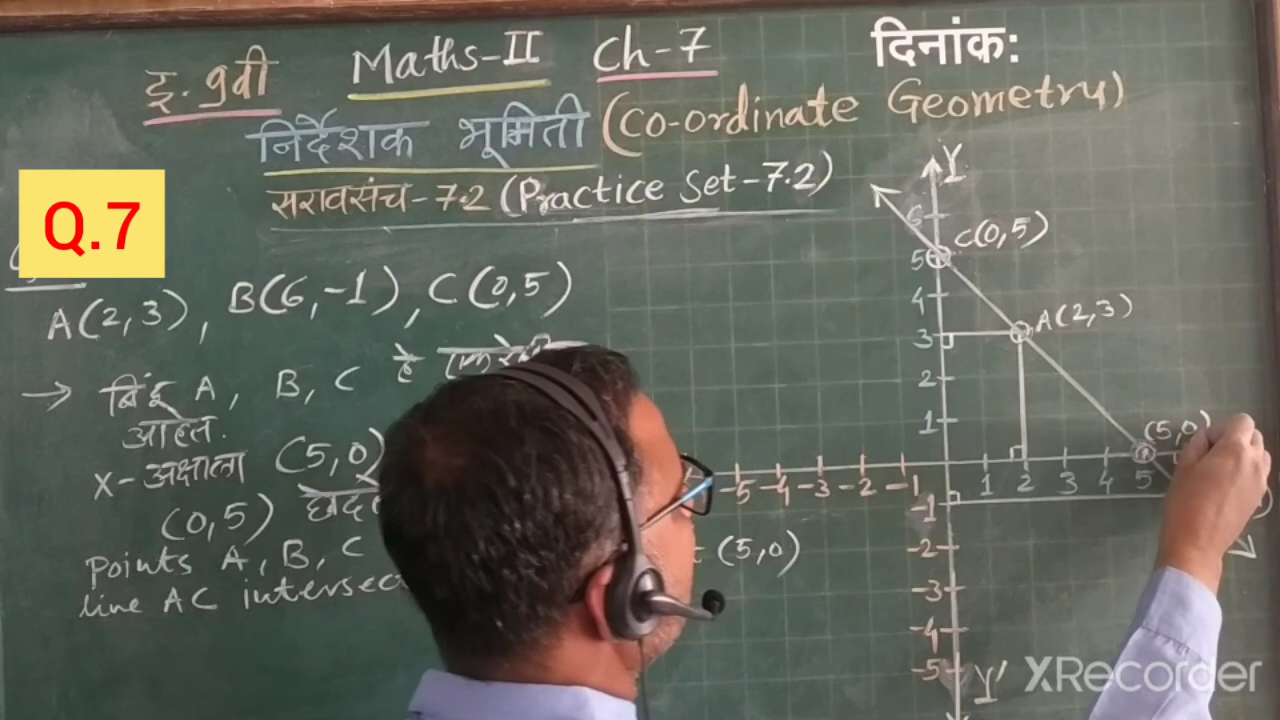 इ. 9वी Maths-II Ch-7 दिनांक:
निर्देशक भूमिती (Co-ordinate Geometry)
सरावसंच-7.2 (Practice Set-7.2)
Q.7
A(2,3), B(6,-1), C(0,5)
→ बिंदू A, B, C हे
आहेत.
X-अक्षाला (5,0)
(0,5) छेदते
Points A, B, C
line AC intersec
(5,0)
Y
6
C(0,5)
5
4
A(2,3)
3
2
1
(5,0)
-5 -4 -3 -2 -1 1 2 3 4 5
-1
-2
-3
-4
-5
Y'
XRecorder